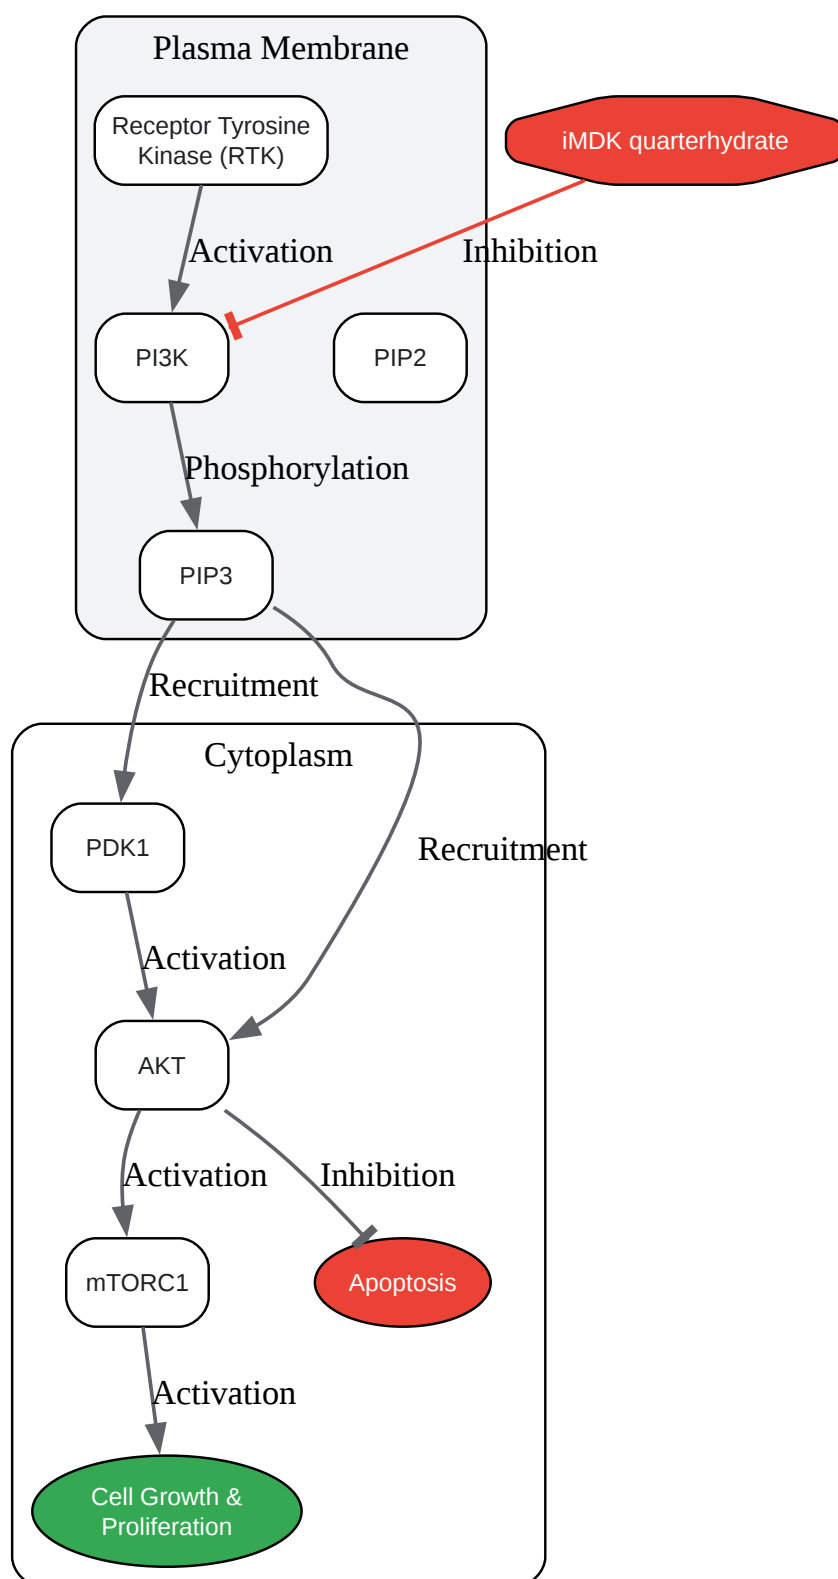 Plasma Membrane
Receptor Tyrosine
Kinase (RTK)
iMDK quarterhydrate
Activation
Inhibition
PI3K
PIP2
Phosphorylation
PIP3
Recruitment
Cytoplasm
PDK1
Recruitment
Activation
AKT
Activation
Inhibition
mTORC1
Apoptosis
Activation
Cell Growth &
Proliferation